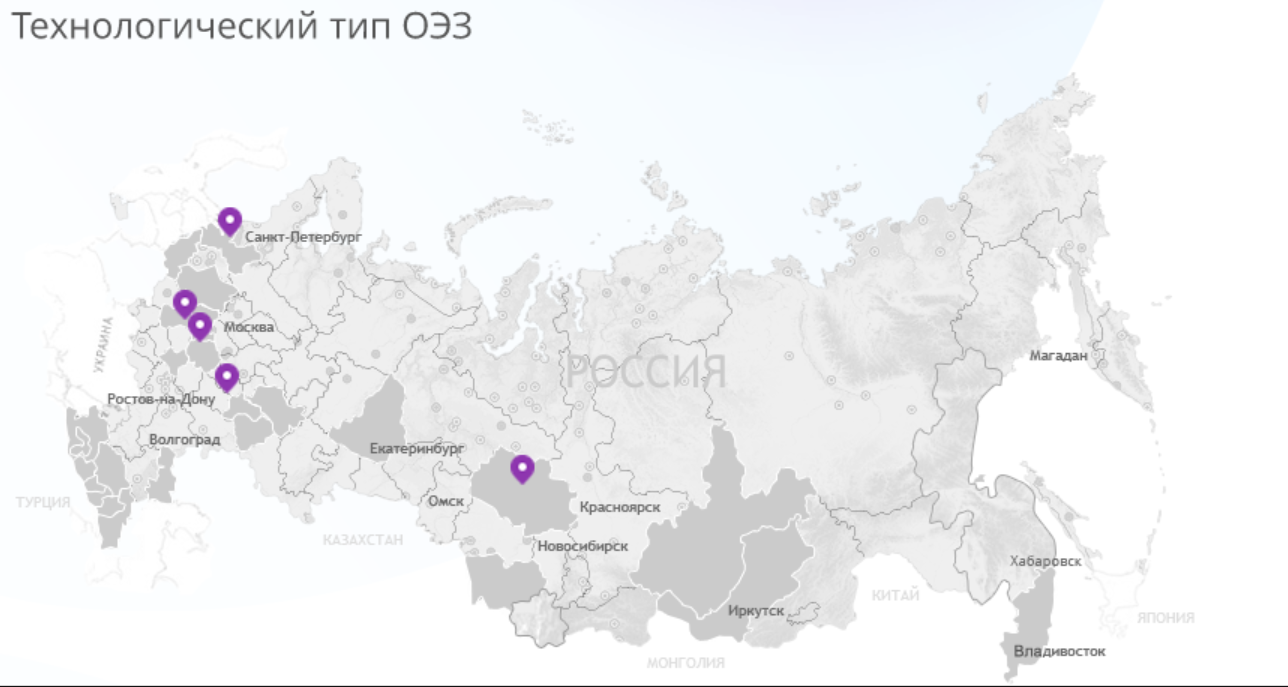 Технологический тип ОЭЗ
Санкт-Петербург
Москва
УКРАИНА
РОССИЯ
Магадан
Ростов-на-Дону
Волгоград
Екатеринбург
ТУРЦИЯ
Омск
Красноярск
КАЗАХСТАН
Новосибирск
Хабаровск
КИТАЙ
Иркутск
ЯПОНИЯ
Владивосток
МОНГОЛИЯ